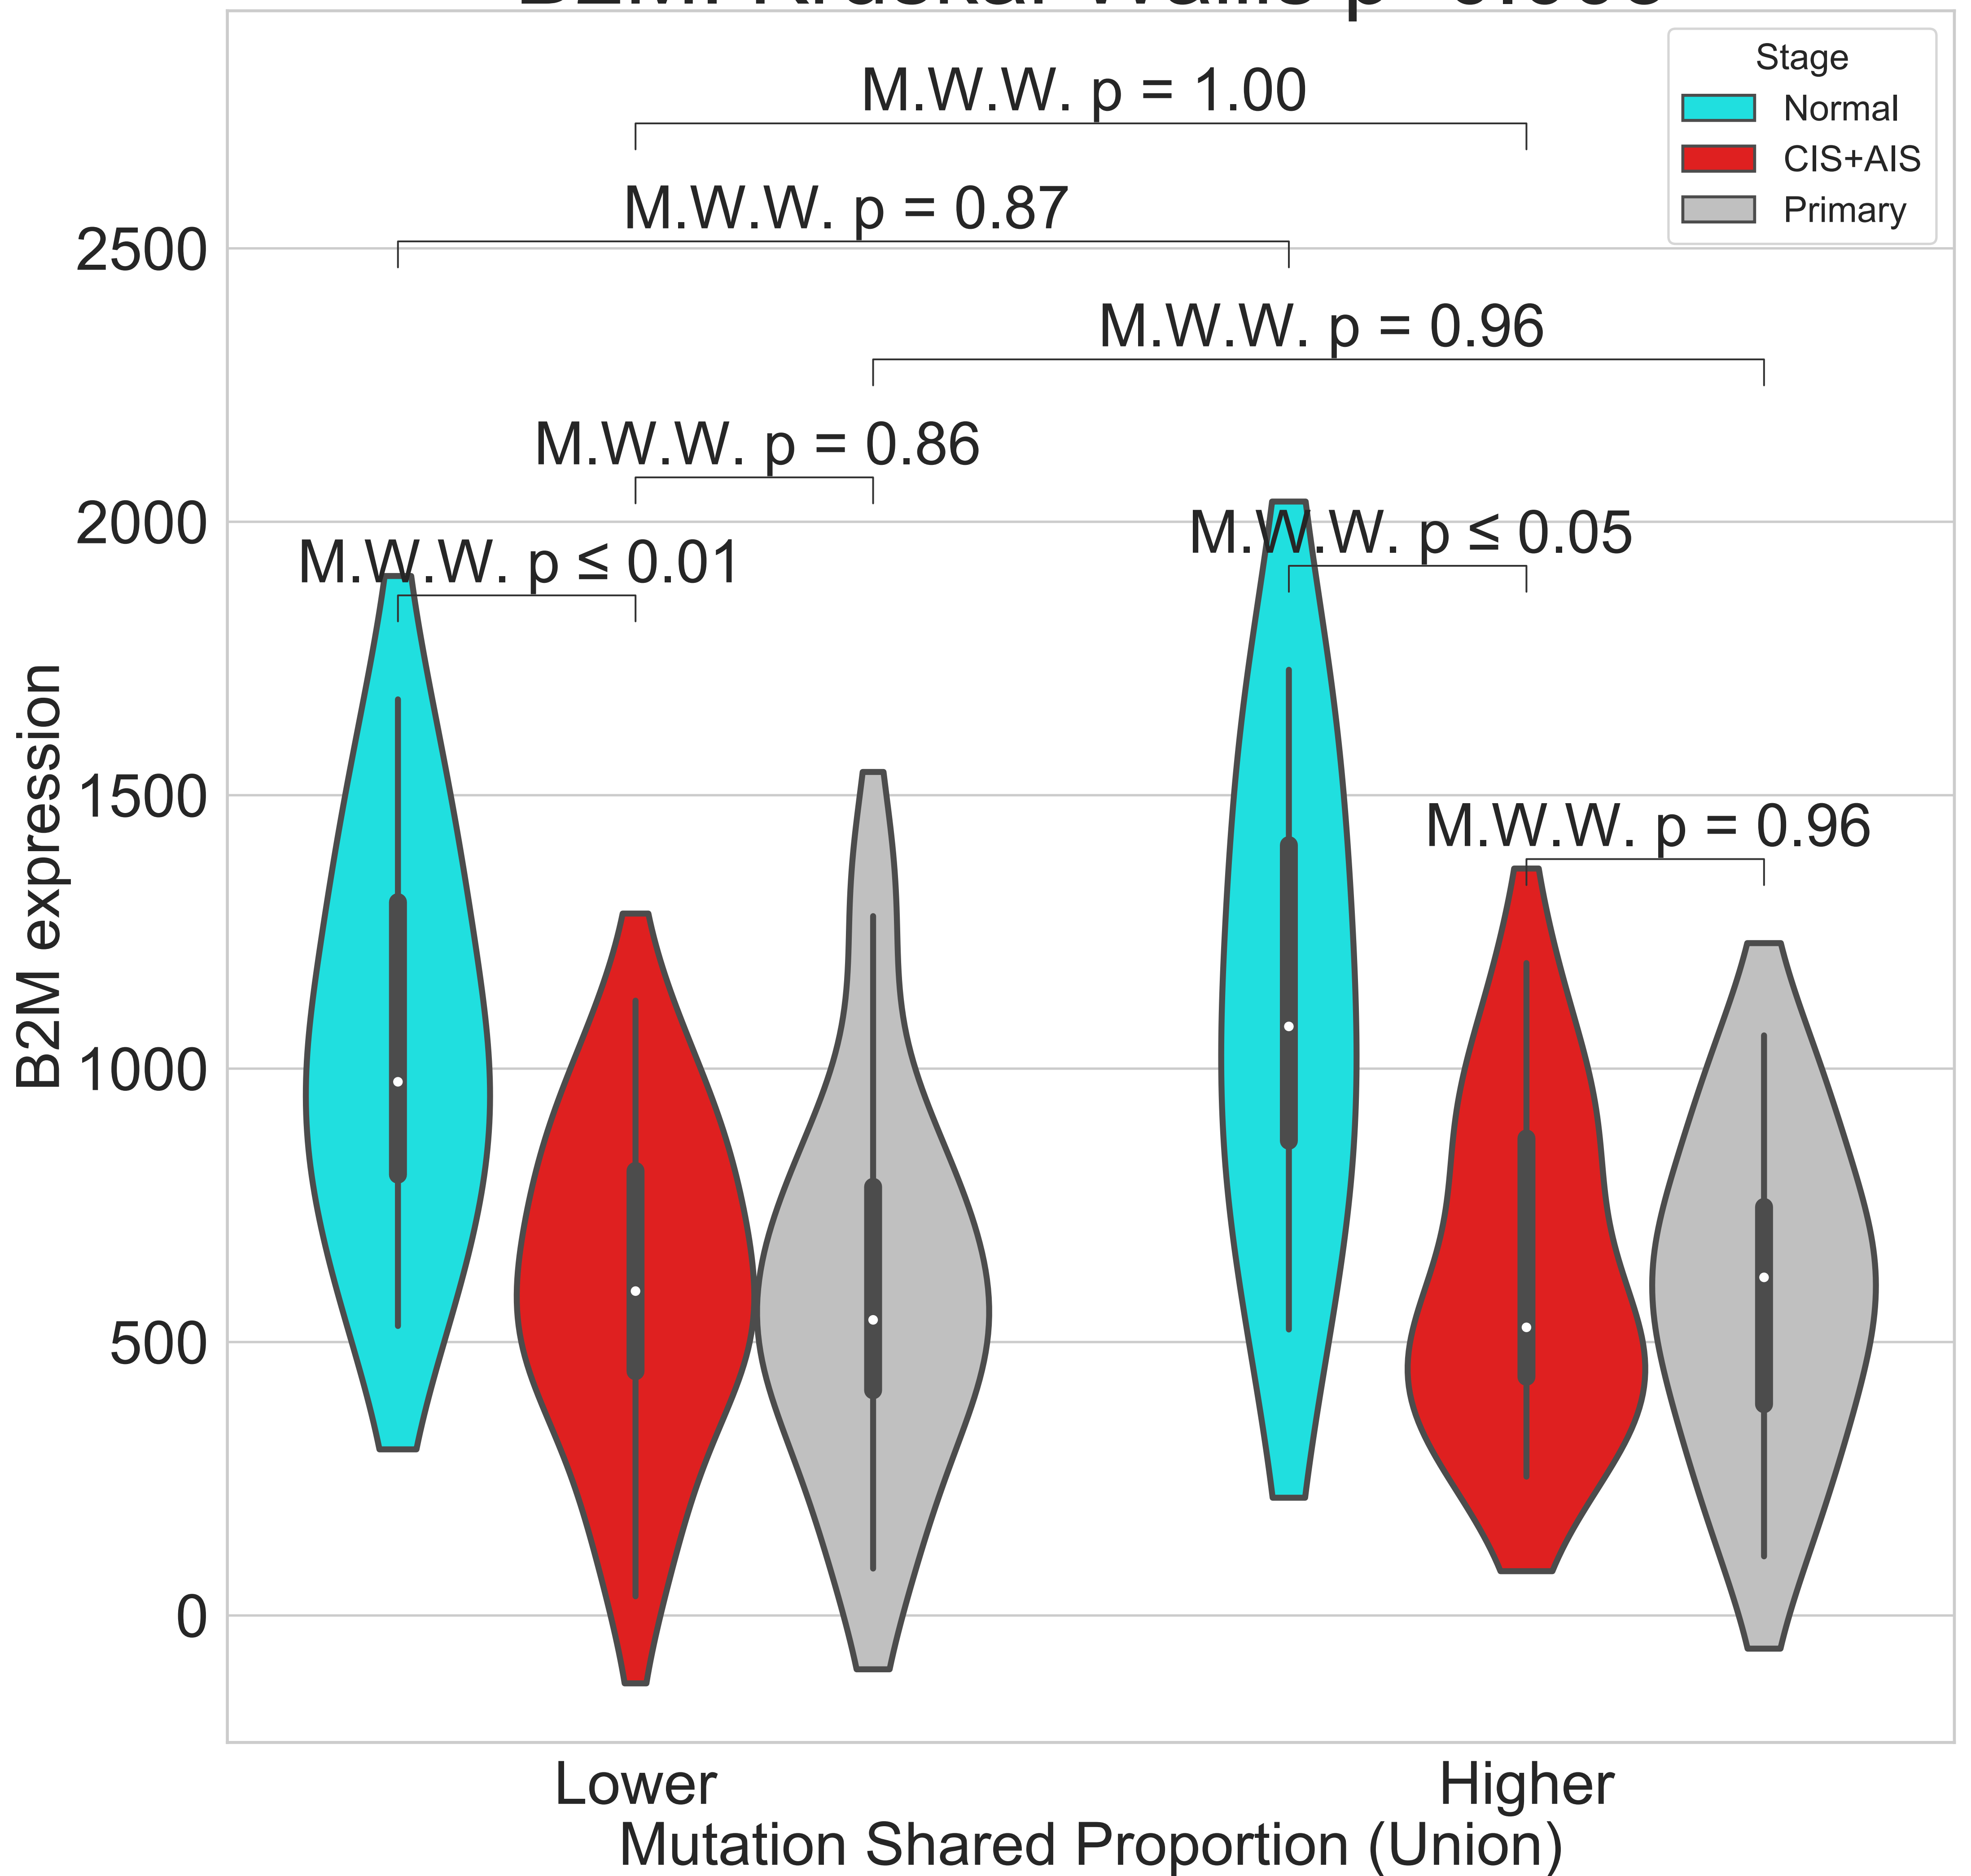 Stage
Normal
CIS+AIS
Primary
M.W.W. p = 1.00
M.W.W. p = 0.87
M.W.W. p = 0.96
M.W.W. p = 0.86
M.W.W. p ≤ 0.01
M.W.W. p ≤ 0.05
M.W.W. p = 0.96
B2M expression
2500
2000
1500
1000
500
0
Lower
Higher
Mutation Shared Proportion (Union)